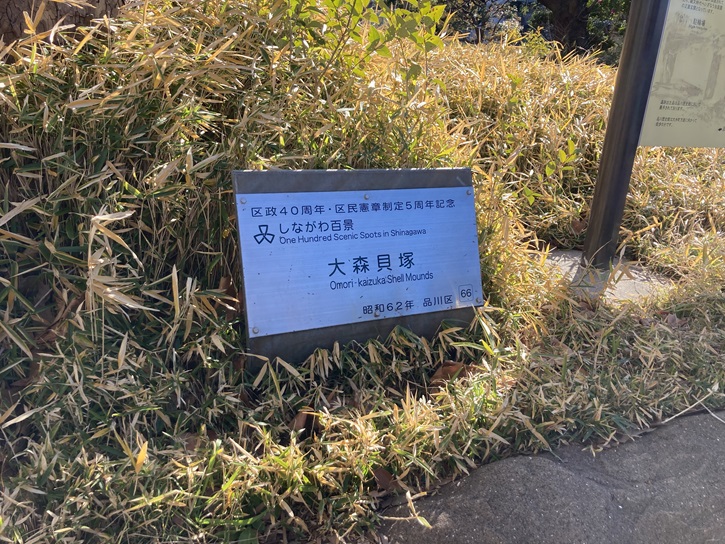 区政40周年・区民憲章制定5周年記念
しながわ百景
One Hundred Scenic Spots in Shinagawa
大森貝塚
Omori-kaizuka Shell Mounds
昭和62年 品川区 66